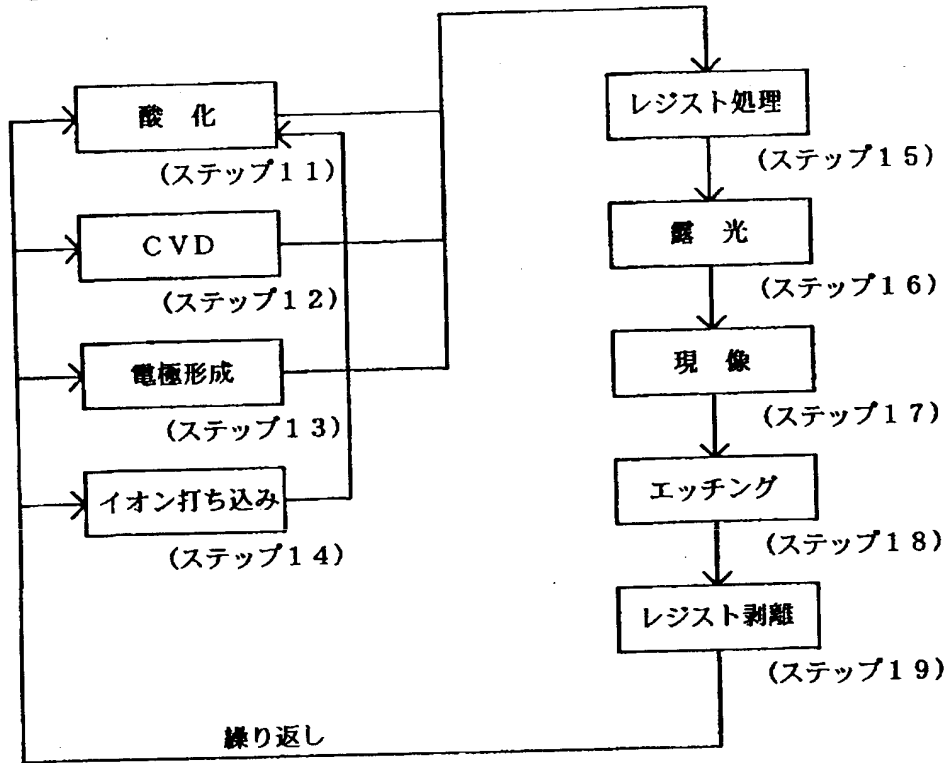 酸化
(ステップ11)
CVD
(ステップ12)
電極形成
(ステップ13)
イオン打ち込み
(ステップ14)
レジスト処理
(ステップ15)
露光
(ステップ16)
現像
(ステップ17)
エッチング
(ステップ18)
レジスト剥離
(ステップ19)
繰り返し